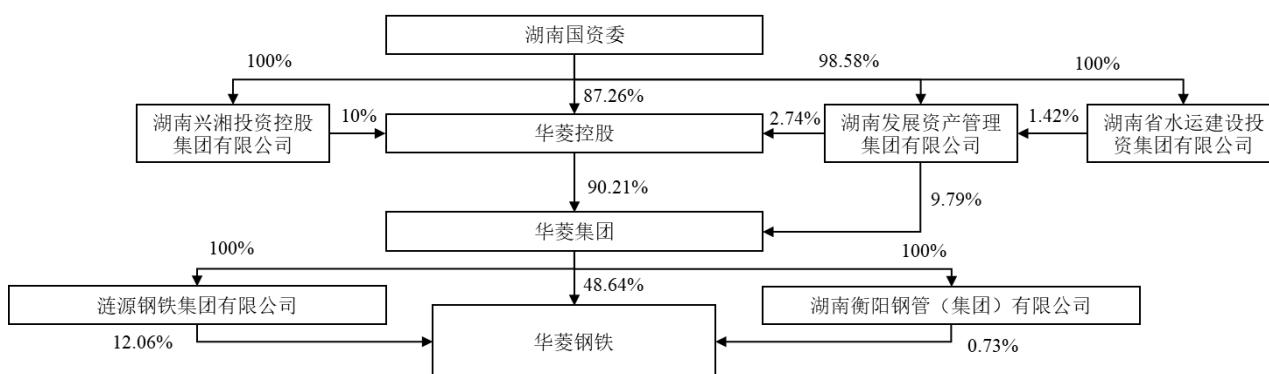 湖南国资委
100%
98.58%
100%
87.26%
湖南兴湘投资控股
集团有限公司
10%
华菱控股
2.74%
湖南发展资产管理
集团有限公司
1.42%
湖南省水运建设投
资集团有限公司
90.21%
9.79%
华菱集团
100%
100%
48.64%
涟源钢铁集团有限公司
湖南衡阳钢管（集团）有限公司
12.06%
华菱钢铁
0.73%